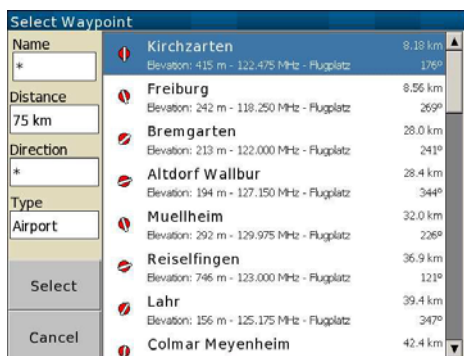 Select Waypoint
Name
*
Distance
75 km
Direction
*
Type
Airport
Select
Cancel
Kirchzarten 8.18 km
Elevation: 415 m - 122.475 MHz - Flugplatz 176°
Freiburg 8.56 km
Elevation: 242 m - 118.250 MHz - Flugplatz 269°
Bremgarten 28.0 km
Elevation: 213 m - 122.000 MHz - Flugplatz 241°
Altdorf Wallbur 28.4 km
Elevation: 194 m - 127.150 MHz - Flugplatz 344°
Muellheim 32.0 km
Elevation: 292 m - 129.975 MHz - Flugplatz 226°
Reiselfingen 36.9 km
Elevation: 746 m - 123.000 MHz - Flugplatz 121°
Lahr 39.4 km
Elevation: 156 m - 125.175 MHz - Flugplatz 347°
Colmar Meyenheim 42.4 km